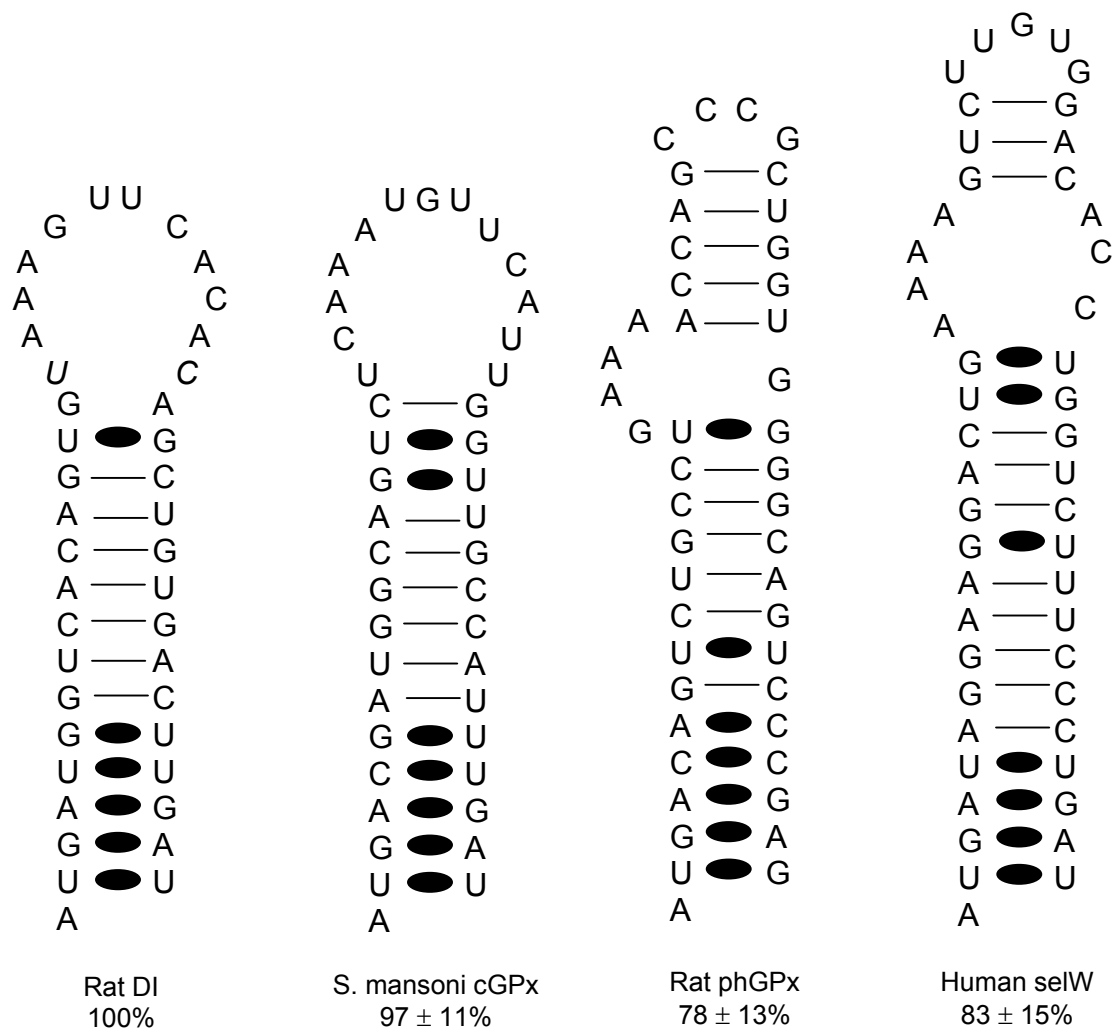 U U
G C
A A
A C
A A
U C
G A
U G
G C
A U
C G
A U
C G
U A
G C
G U
U U
A G
G A
U U
A
Rat DI
100%
U G U
A U
A C
A A
C U
U U
C G
U G
G U
A U
C G
G C
G C
U A
A U
G U
C U
A G
G A
U U
A
S. mansoni cGPx
97 ± 11%
C C
C G
G C
A U
C G
C G
A A U
A G
A
G U G
C G
C G
G C
U A
C G
U U
G C
A C
C C
A G
G A
U G
A
Rat phGPx
78 ± 13%
U G U
U G
C G
U A
G C
A A
A C
A C
A
G U
U G
C G
A U
G C
G U
A U
A U
G C
G C
A C
U U
A G
G A
U U
A
Human selW
83 ± 15%